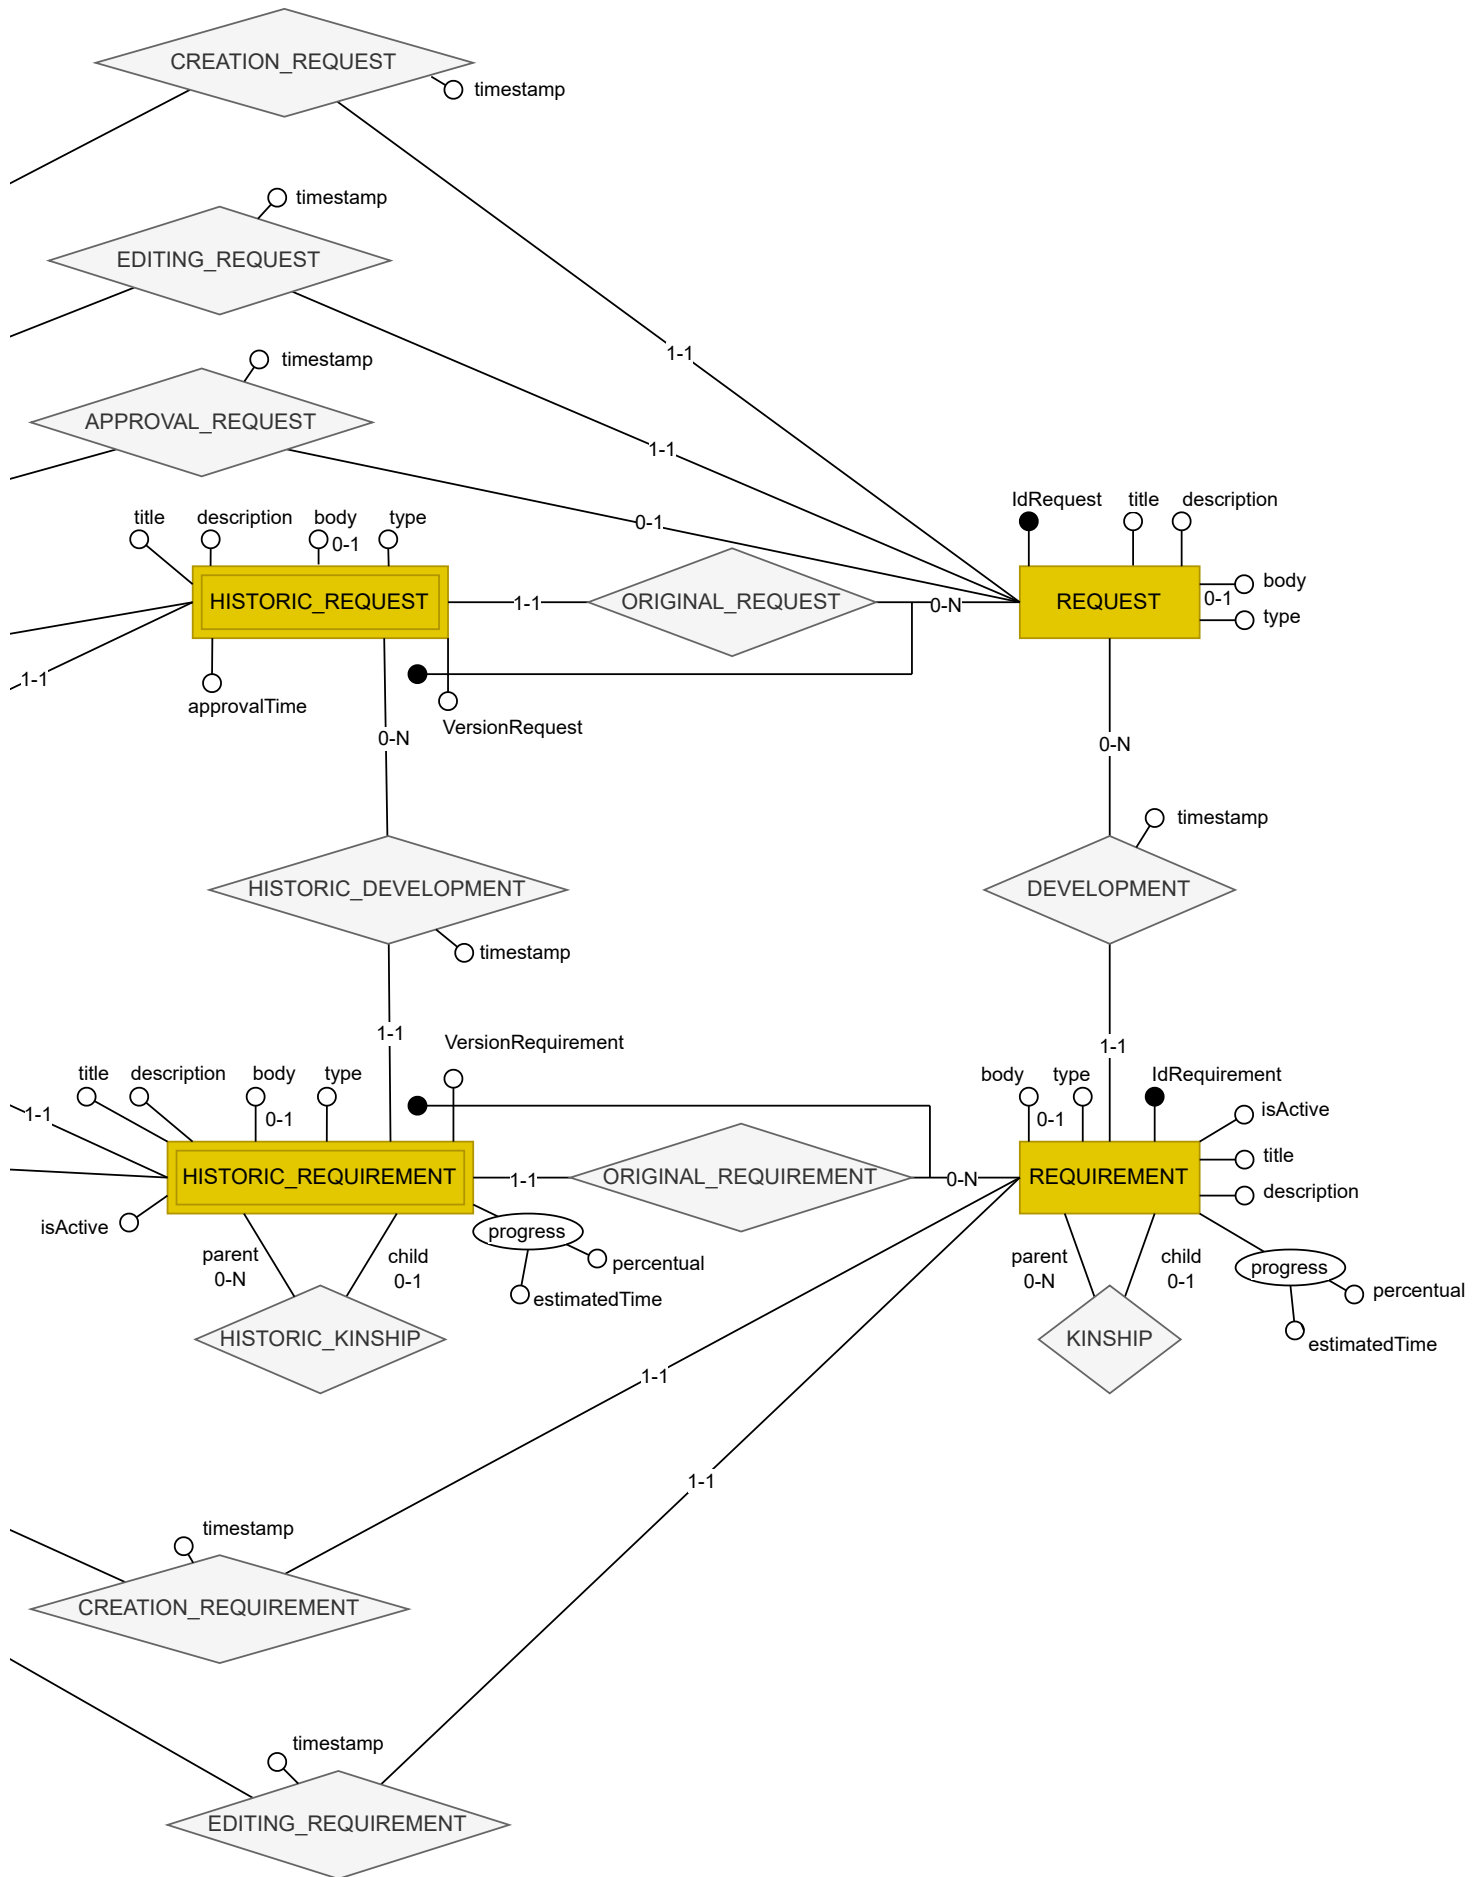 CREATION_REQUEST
timestamp
timestamp
EDITING_REQUEST
1-1
timestamp
APPROVAL_REQUEST
1-1
0-1
title
description
body
0-1
type
IdRequest
title
description
HISTORIC_REQUEST
1-1
ORIGINAL_REQUEST
0-N
REQUEST
body
0-1
type
1-1
approvalTime
VersionRequest
0-N
0-N
timestamp
HISTORIC_DEVELOPMENT
DEVELOPMENT
timestamp
1-1
VersionRequirement
1-1
title
description
body
0-1
type
body
0-1
type
IdRequirement
isActive
1-1
HISTORIC_REQUIREMENT
1-1
ORIGINAL_REQUIREMENT
0-N
REQUIREMENT
title
description
isActive
progress
percentual
estimatedTime
parent
0-N
child
0-1
parent
0-N
child
0-1
progress
percentual
estimatedTime
HISTORIC_KINSHIP
KINSHIP
1-1
1-1
timestamp
CREATION_REQUIREMENT
timestamp
EDITING_REQUIREMENT